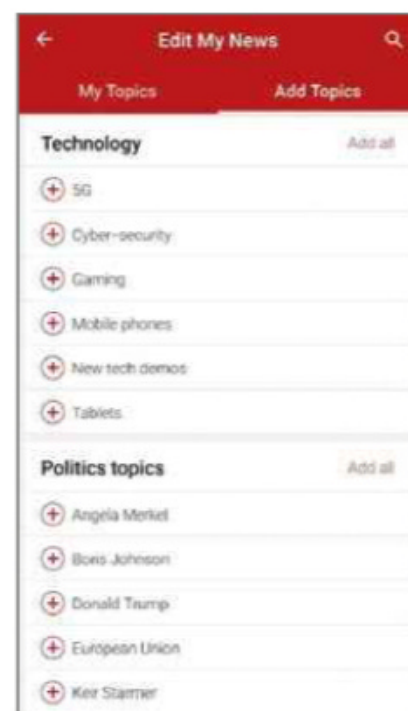 Edit My News
My Topics Add Topics
Technology Add all
5G
Cyber-security
Gaming
Mobile phones
New tech demos
Tablets
Politics topics Add all
Angela Merkel
Boris Johnson
Donald Trump
European Union
Keir Starmer